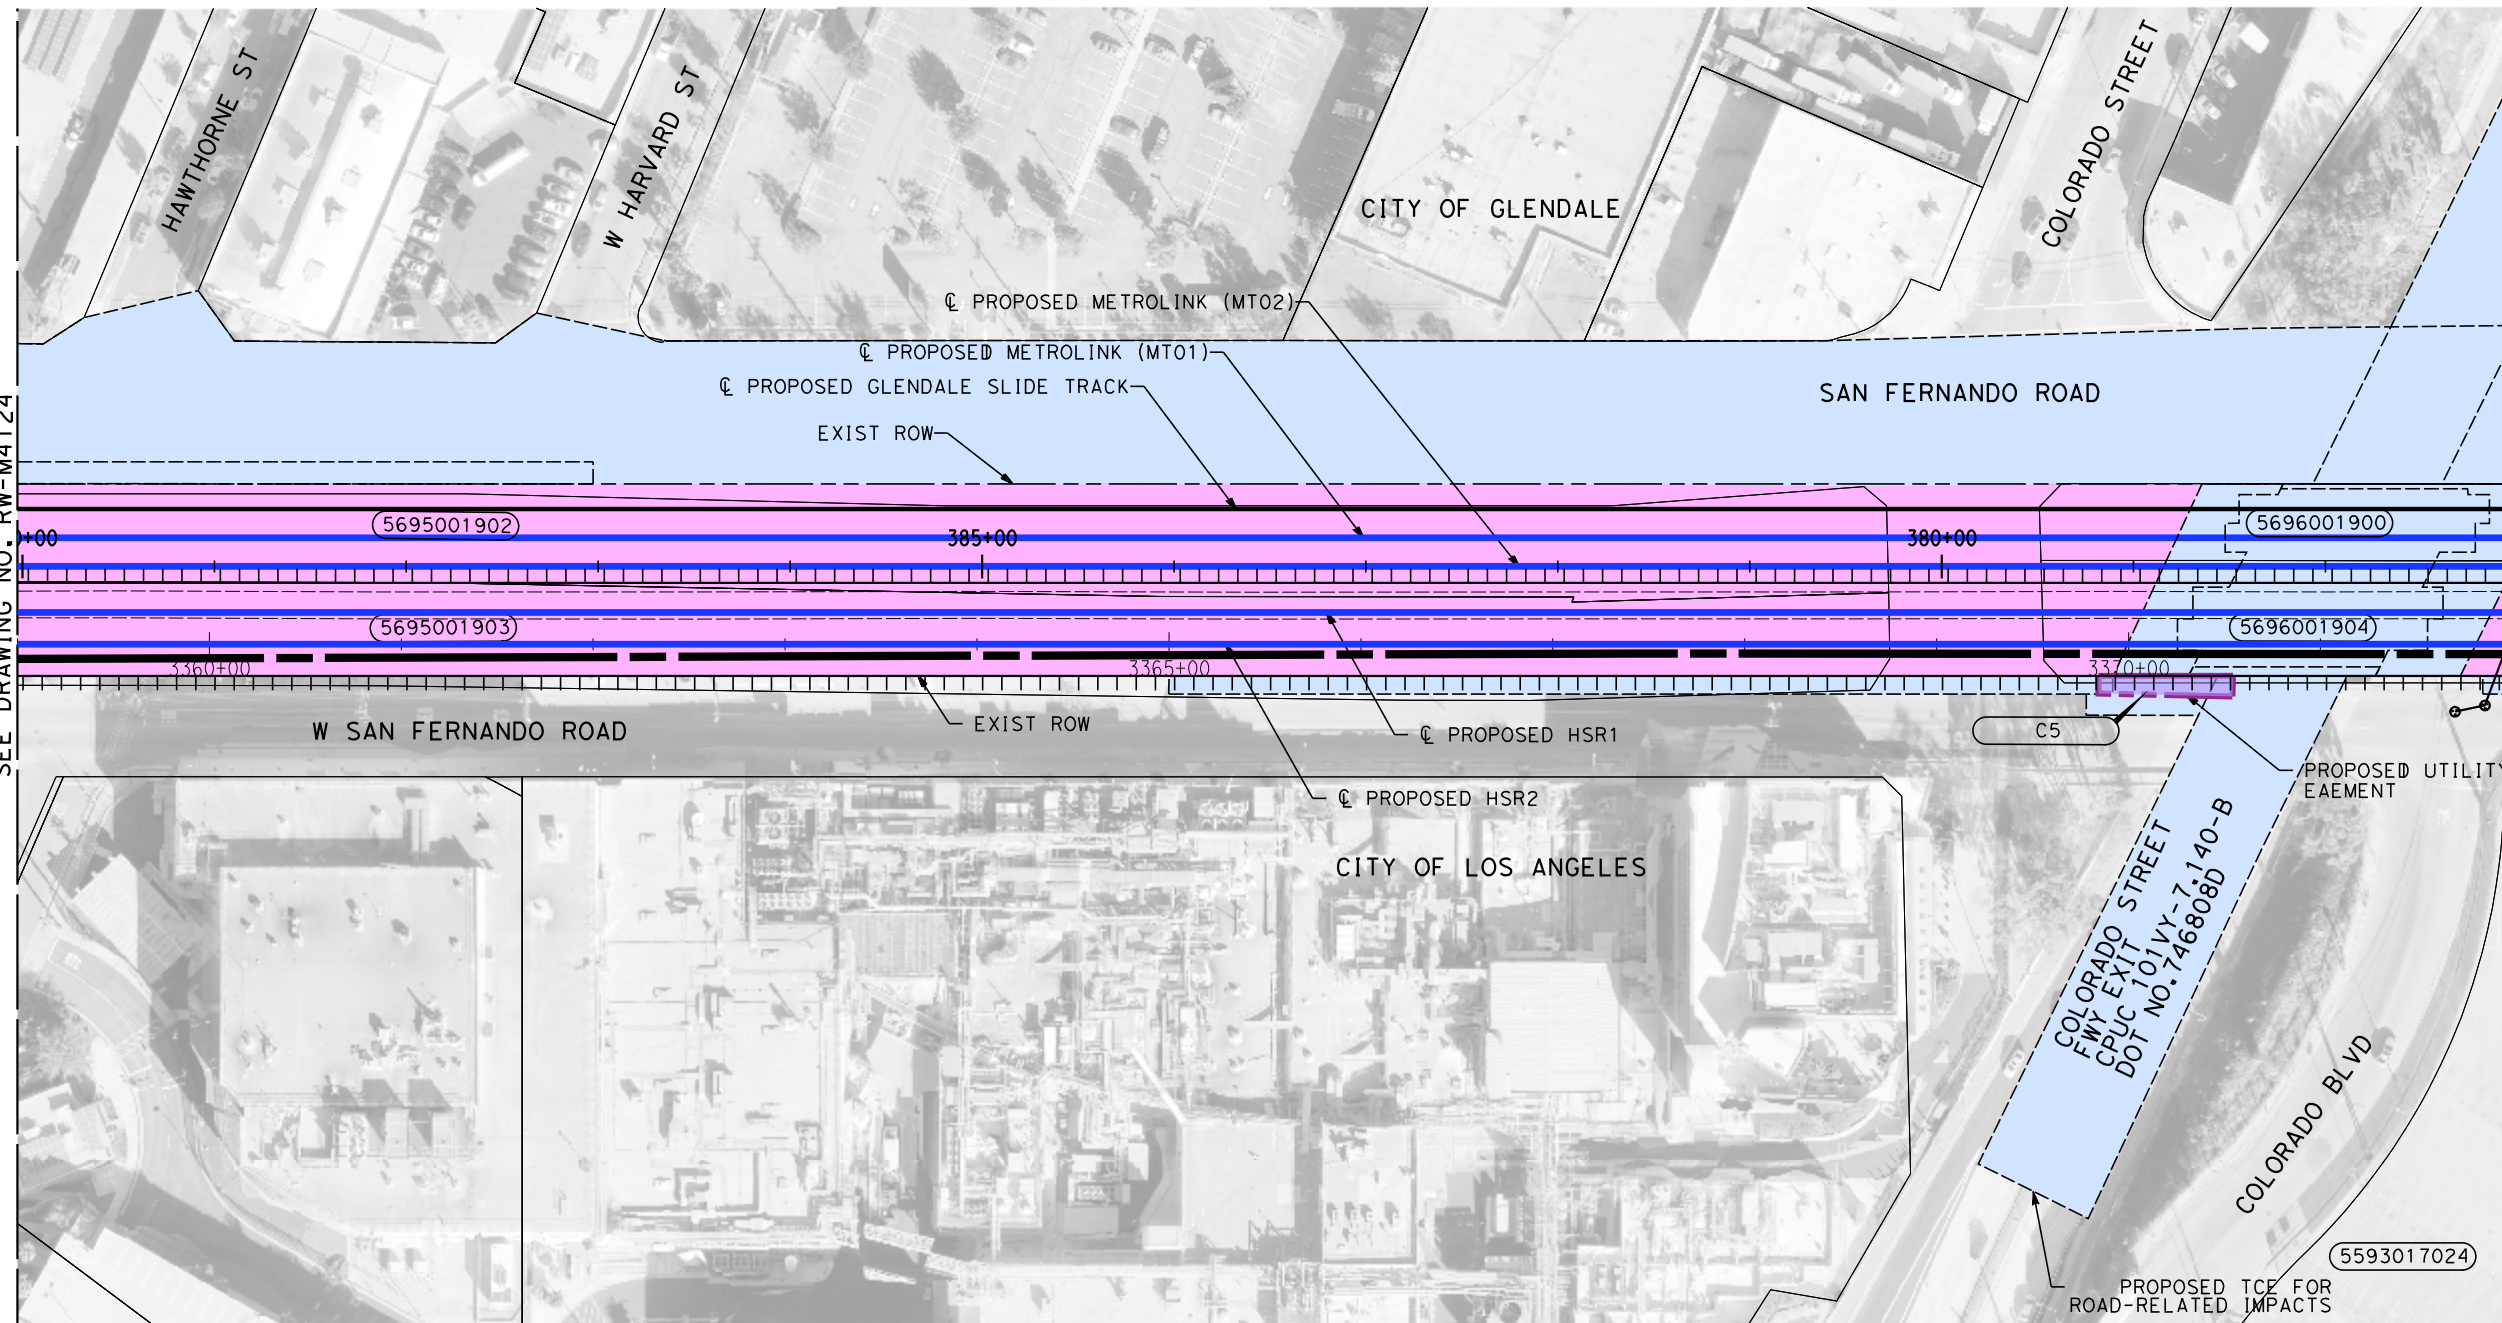 HAWTHORNE ST
W HARVARD ST
COLORADO STREET
CITY OF GLENDALE
℄ PROPOSED METROLINK (MT02)
℄ PROPOSED METROLINK (MT01)
℄ PROPOSED GLENDALE SLIDE TRACK
SAN FERNANDO ROAD
EXIST ROW
SEE DRAWING NO. RW-M4124
5695001902
5696001900
0+00
385+00
380+00
5695001903
5696001904
3360+00
3365+00
3370+00
W SAN FERNANDO ROAD
EXIST ROW
℄ PROPOSED HSR1
C5
℄ PROPOSED HSR2
PROPOSED UTILITY
EAEMENT
CITY OF LOS ANGELES
COLORADO STREET
FWY EXIT
CPUC 101VY-7.140-B
DOT NO.746808D
COLORADO BLVD
5593017024
PROPOSED TCE FOR
ROAD-RELATED IMPACTS